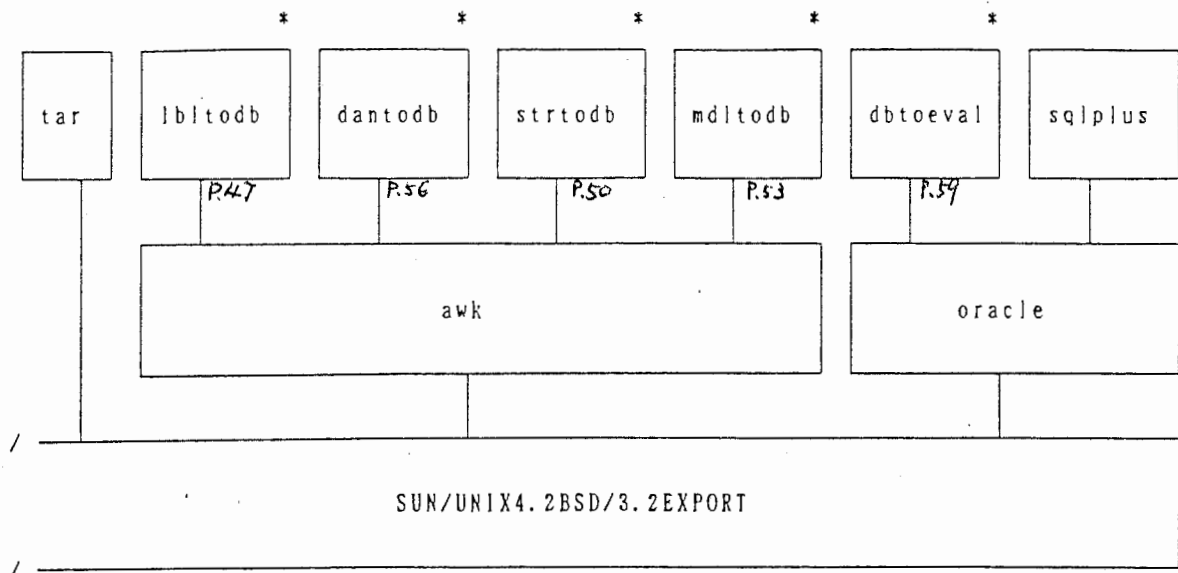 * * * * *
tar lbltodb dantodb strtodb mdltodb dbtoeval sqlplus
P.47 P.56 P.50 P.53 P.59
awk oracle
/
SUN/UNIX4.2BSD/3.2EXPORT
/